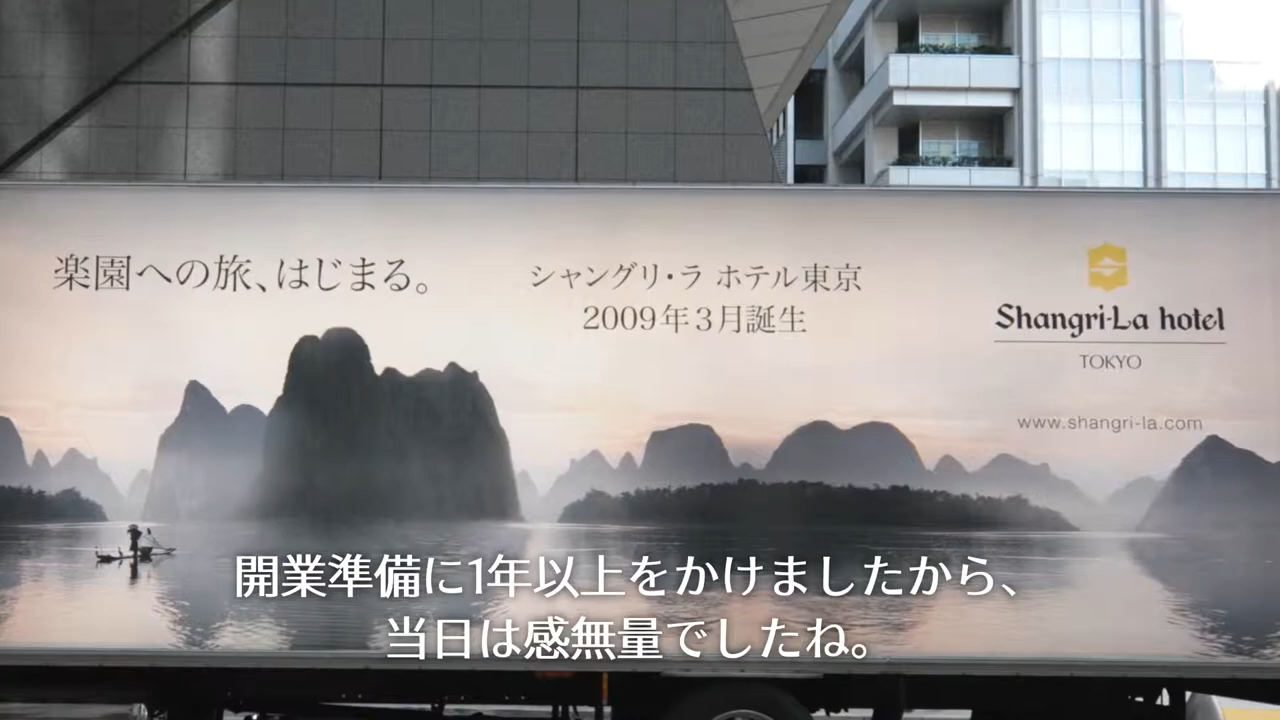 楽園への旅、はじまる。
シャングリ・ラ ホテル東京
2009年3月誕生
Shangri-La hotel
TOKYO
www.shangri-la.com
開業準備に1年以上をかけましたから、
当日は感無量でしたね。